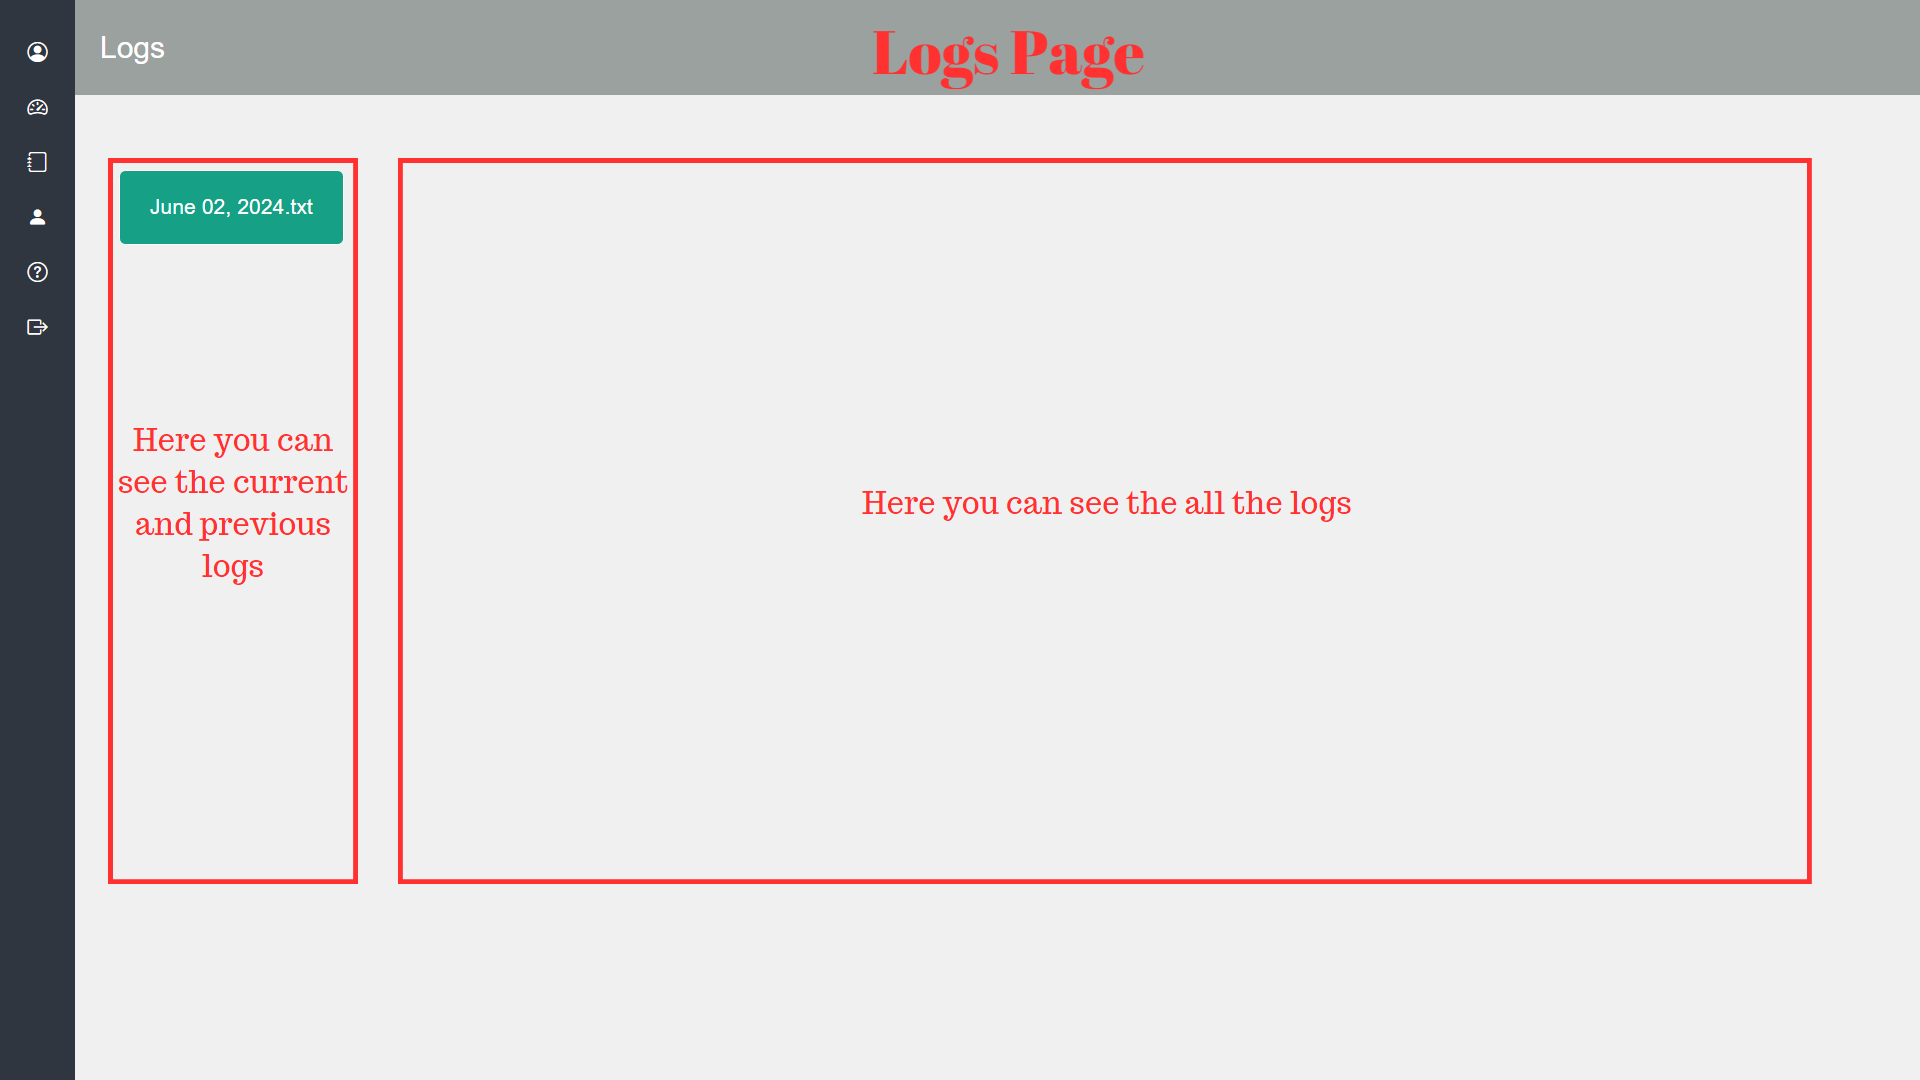 Logs
Logs Page
June 02, 2024.txt
Here you can
see the current
and previous
logs
Here you can see the all the logs